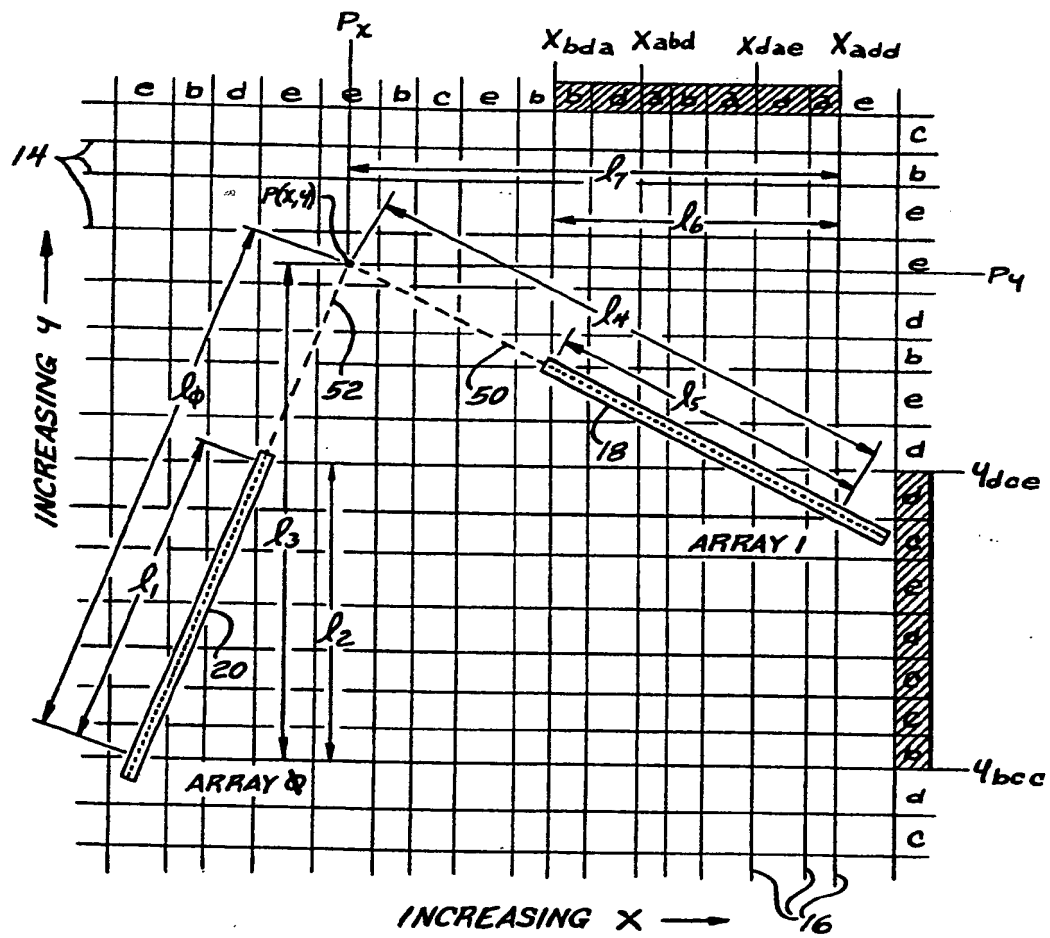 Px
Xbda Xabd Xdae Xadd
e b d e e b c e b b d a b e
c
14
b
l7
P(x,y)
e
l6
e
Py
d
l4
b
lφ
52
50
e
l5
18
d
ydce
d
l3
ARRAY 1
c
l1
e
l2
d
20
c
b
ARRAY φ
ybcc
d
c
INCREASING Y
INCREASING X
16